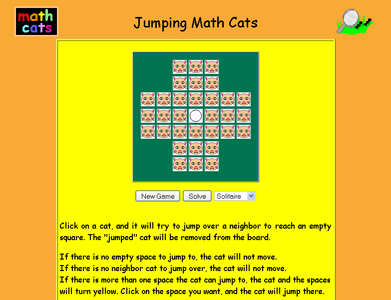 math
cats
Jumping Math Cats
New Game
Solve
Solitaire
Click on a cat, and it will try to jump over a neighbor to reach an empty
square. The "jumped" cat will be removed from the board.
If there is no empty space to jump to, the cat will not move.
If there is no neighbor cat to jump over, the cat will not move.
If there is more than one space the cat can jump to, the cat and the spaces
will turn yellow. Click on the space you want, and the cat will jump there.